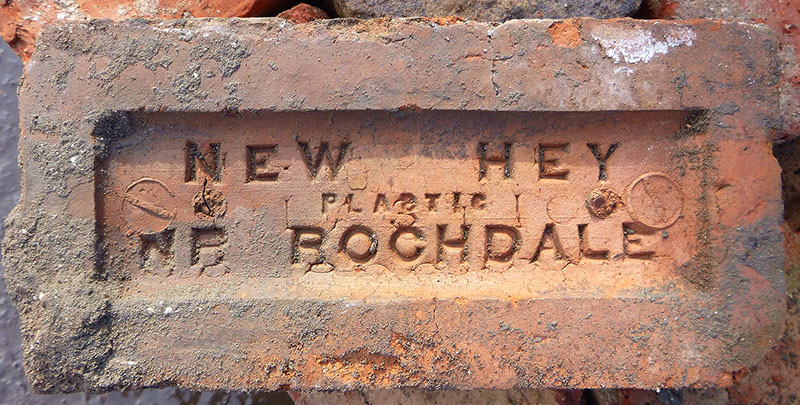 NEW HEY
PLASTIC
NR ROCHDALE